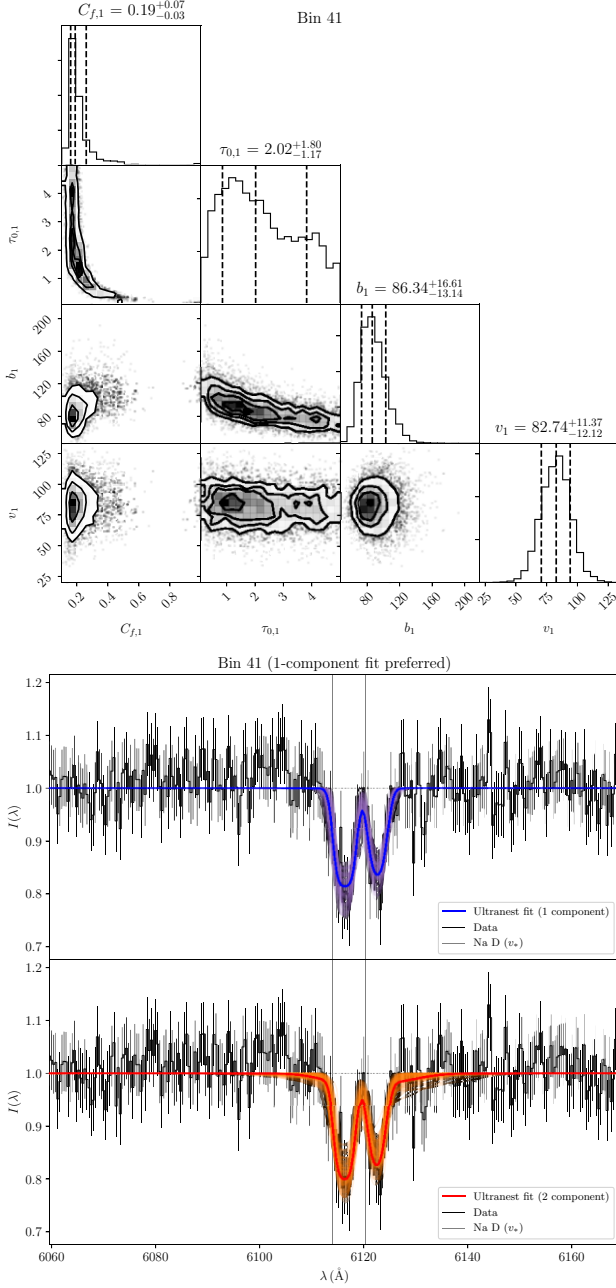 C_{f,1} = 0.19^{+0.07}_{-0.03}
Bin 41
τ_{0,1} = 2.02^{+1.80}_{-1.17}
τ_{0,1}
4
3
2
1
b_1 = 86.34^{+16.61}_{-13.14}
b_1
200
160
120
80
v_1 = 82.74^{+11.37}_{-12.12}
v_1
125
100
75
50
25
0.2 0.4 0.6 0.8
1 2 3 4
80 120 160 200
25 50 75 100 125
C_{f,1} τ_{0,1} b_1 v_1
Bin 41 (1-component fit preferred)
1.2
1.1
1.0
0.9
0.8
0.7
I(λ)
Ultranest fit (1 component)
Data
Na D (v_*)
1.2
1.1
1.0
0.9
0.8
0.7
I(λ)
Ultranest fit (2 component)
Data
Na D (v_*)
6060 6080 6100 6120 6140 6160
λ (Å)